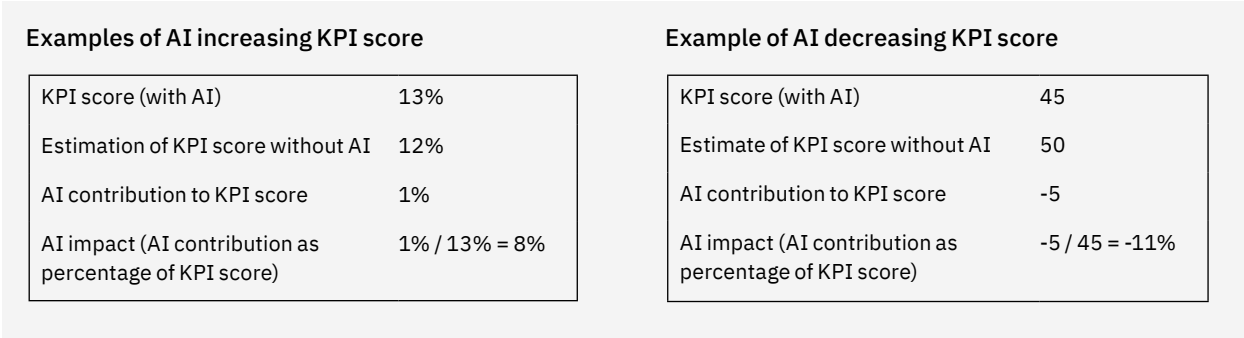 Examples of AI increasing KPI score
KPI score (with AI) 13%
Estimation of KPI score without AI 12%
AI contribution to KPI score 1%
AI impact (AI contribution as 1% / 13% = 8%
percentage of KPI score)
Example of AI decreasing KPI score
KPI score (with AI) 45
Estimate of KPI score without AI 50
AI contribution to KPI score -5
AI impact (AI contribution as -5 / 45 = -11%
percentage of KPI score)